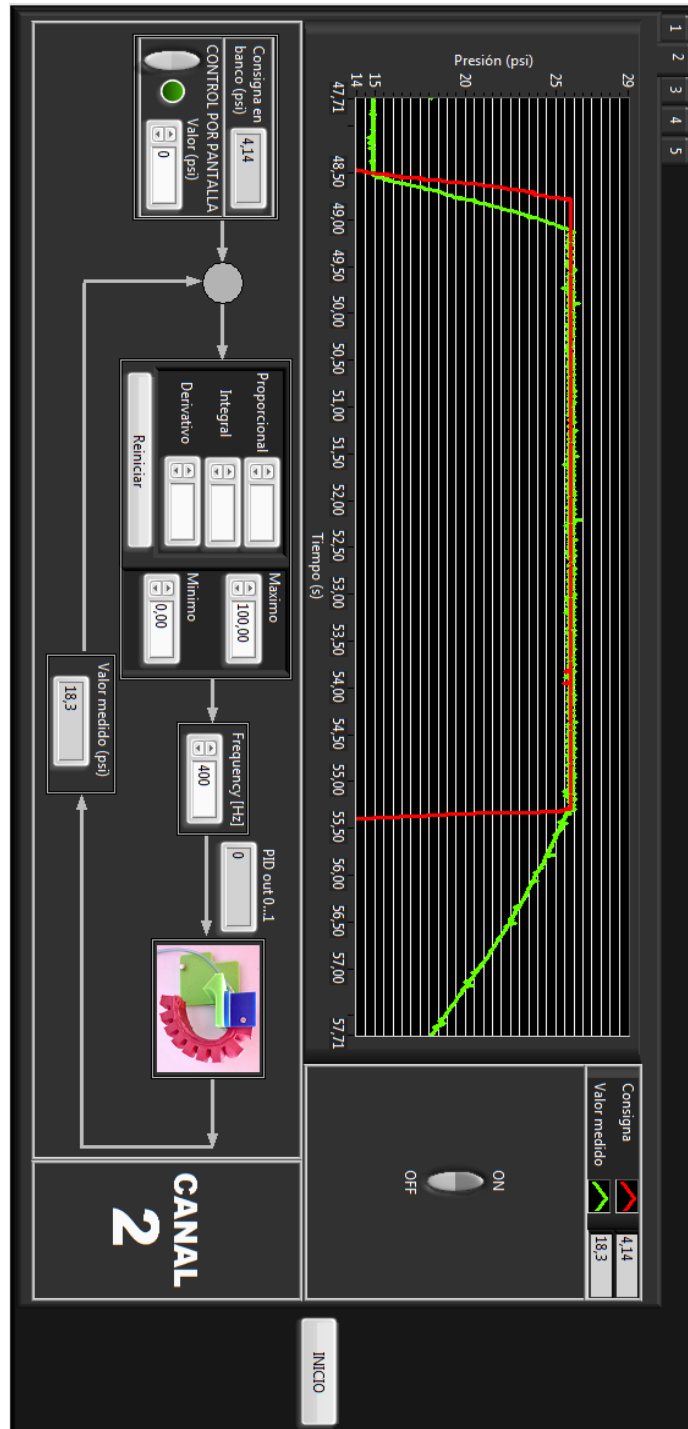 1
2
3
4
5
Presión (psi)
29
25
20
15
14
47,71
48,50
49,00
49,50
50,00
50,50
51,00
51,50
52,00
52,50
53,00
53,50
54,00
54,50
55,00
55,50
56,00
56,50
57,00
57,71
Tiempo (s)
Consigna
4,14
Valor medido
18,3
ON
OFF
Consigna en
banco (psi)
4,14
CONTROL POR PANTALLA
Valor (psi)
0
Proporcional
Integral
Derivativo
Reiniciar
Maximo
100,00
Minimo
0,00
Frequency [Hz]
400
PID out 0...1
0
Valor medido (psi)
18,3
CANAL
2
INICIO